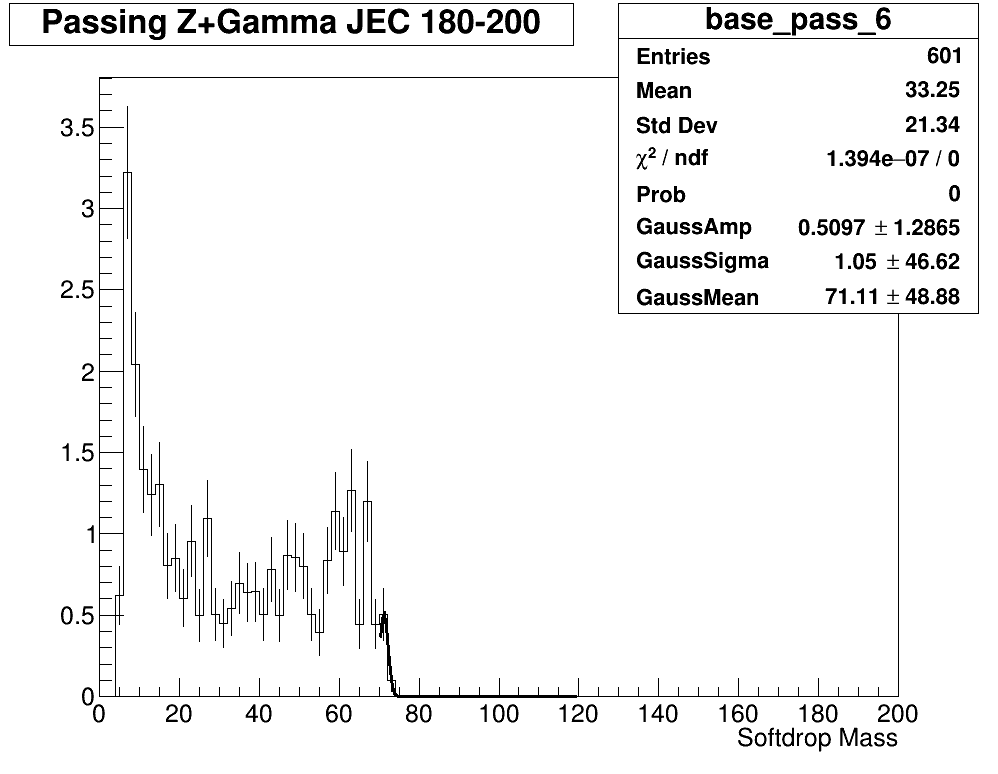 Passing Z+Gamma JEC 180-200
base_pass_6
Entries 601
Mean 33.25
Std Dev 21.34
χ² / ndf 1.394e−07 / 0
Prob 0
GaussAmp 0.5097 ± 1.2865
GaussSigma 1.05 ± 46.62
GaussMean 71.11 ± 48.88
3.5
3
2.5
2
1.5
1
0.5
0
0 20 40 60 80 100 120 140 160 180 200
Softdrop Mass